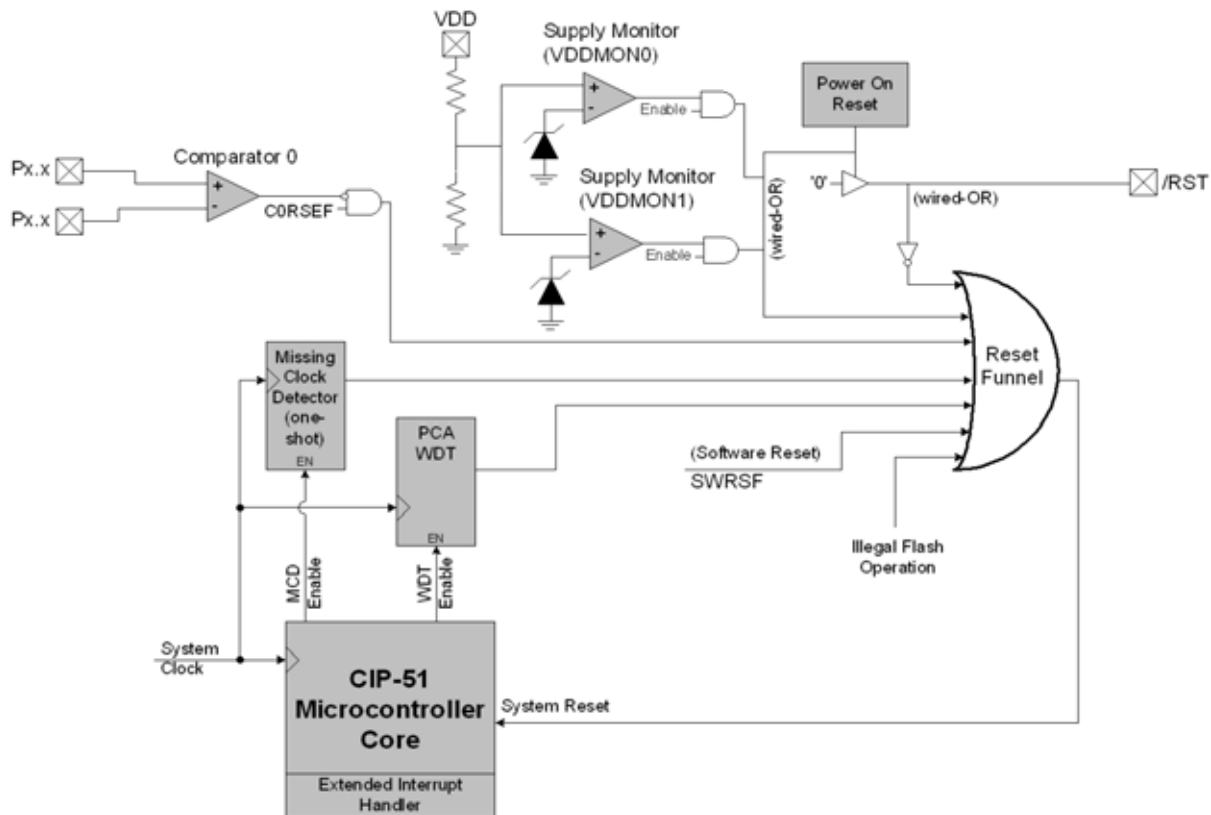 VDD
Supply Monitor
(VDDMON0)
+
-
Enable
Power On
Reset
Px.x
Px.x
Comparator 0
+
-
C0RSEF
Supply Monitor
(VDDMON1)
+
-
Enable
(wired-OR)
'0'
(wired-OR)
/RST
Reset
Funnel
Missing
Clock
Detector
(one-
shot)
EN
PCA
WDT
EN
(Software Reset)
SWRSF
Illegal Flash
Operation
MCD
Enable
WDT
Enable
System
Clock
CIP-51
Microcontroller
Core
System Reset
Extended Interrupt
Handler